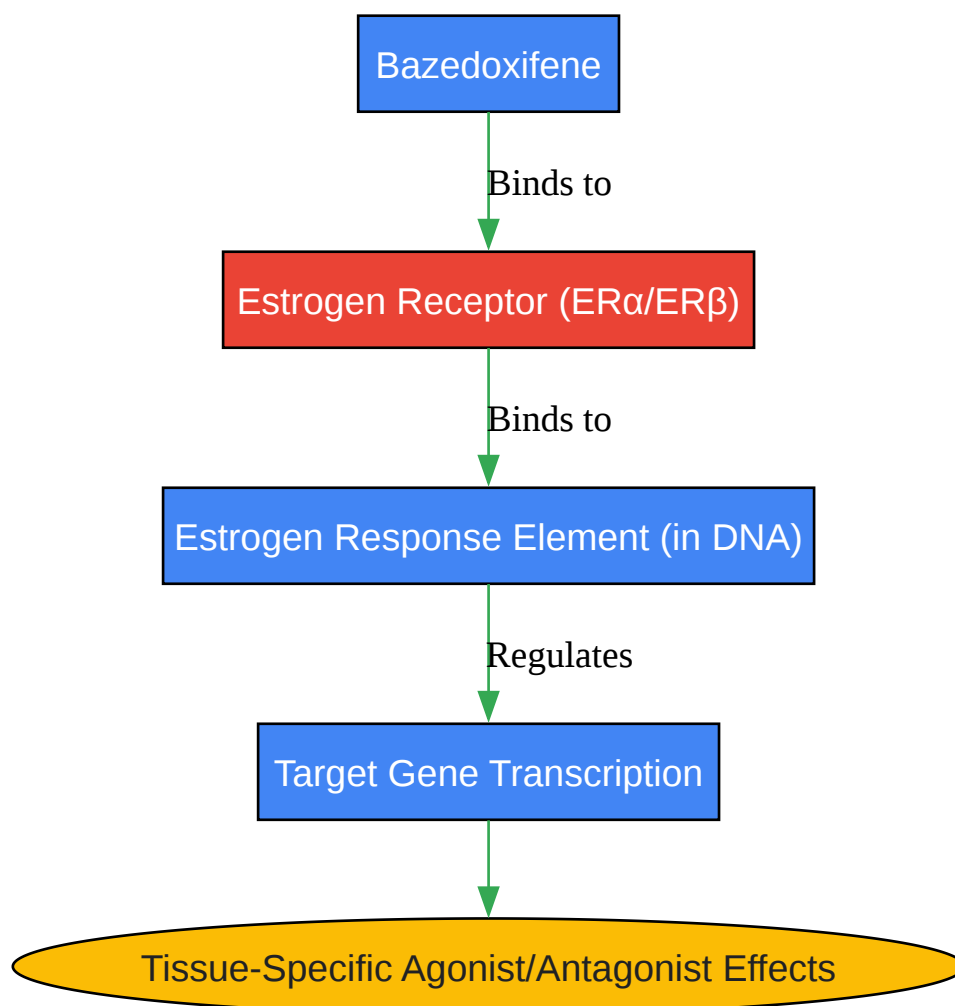 Bazedoxifene
Binds to
Estrogen Receptor (ERα/ERβ)
Binds to
Estrogen Response Element (in DNA)
Regulates
Target Gene Transcription
Tissue-Specific Agonist/Antagonist Effects